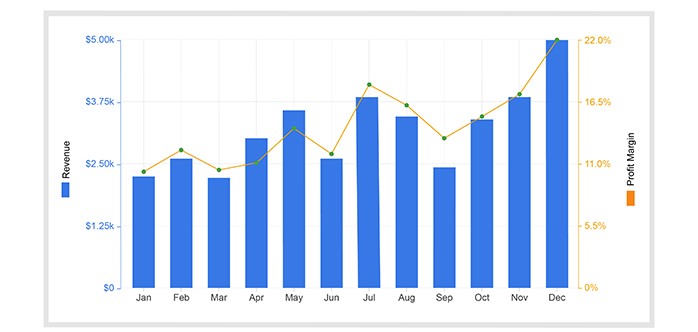 $5.00k
$3.75k
$2.50k
$1.25k
$0
Revenue
22.0%
16.5%
11.0%
5.5%
0%
Profit Margin
Jan Feb Mar Apr May Jun Jul Aug Sep Oct Nov Dec